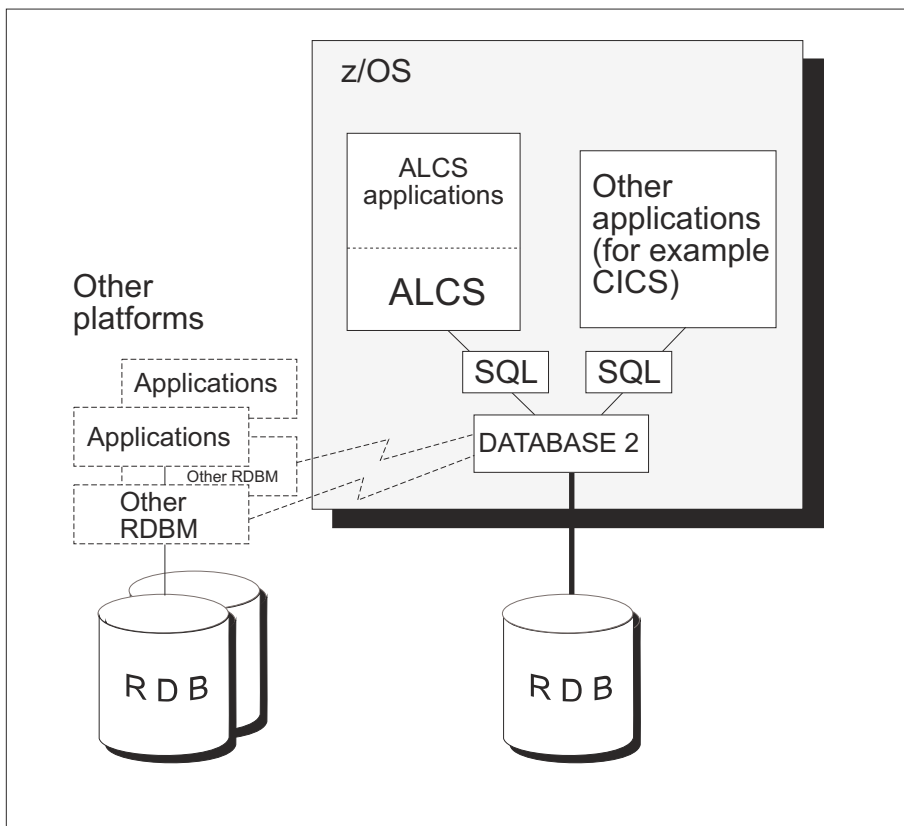 z/OS
ALCS
applications
ALCS
Other
applications
(for example
CICS)
SQL
SQL
DATABASE 2
Other
platforms
Applications
Applications
Other RDBM
Other
RDBM
R D B
R D B